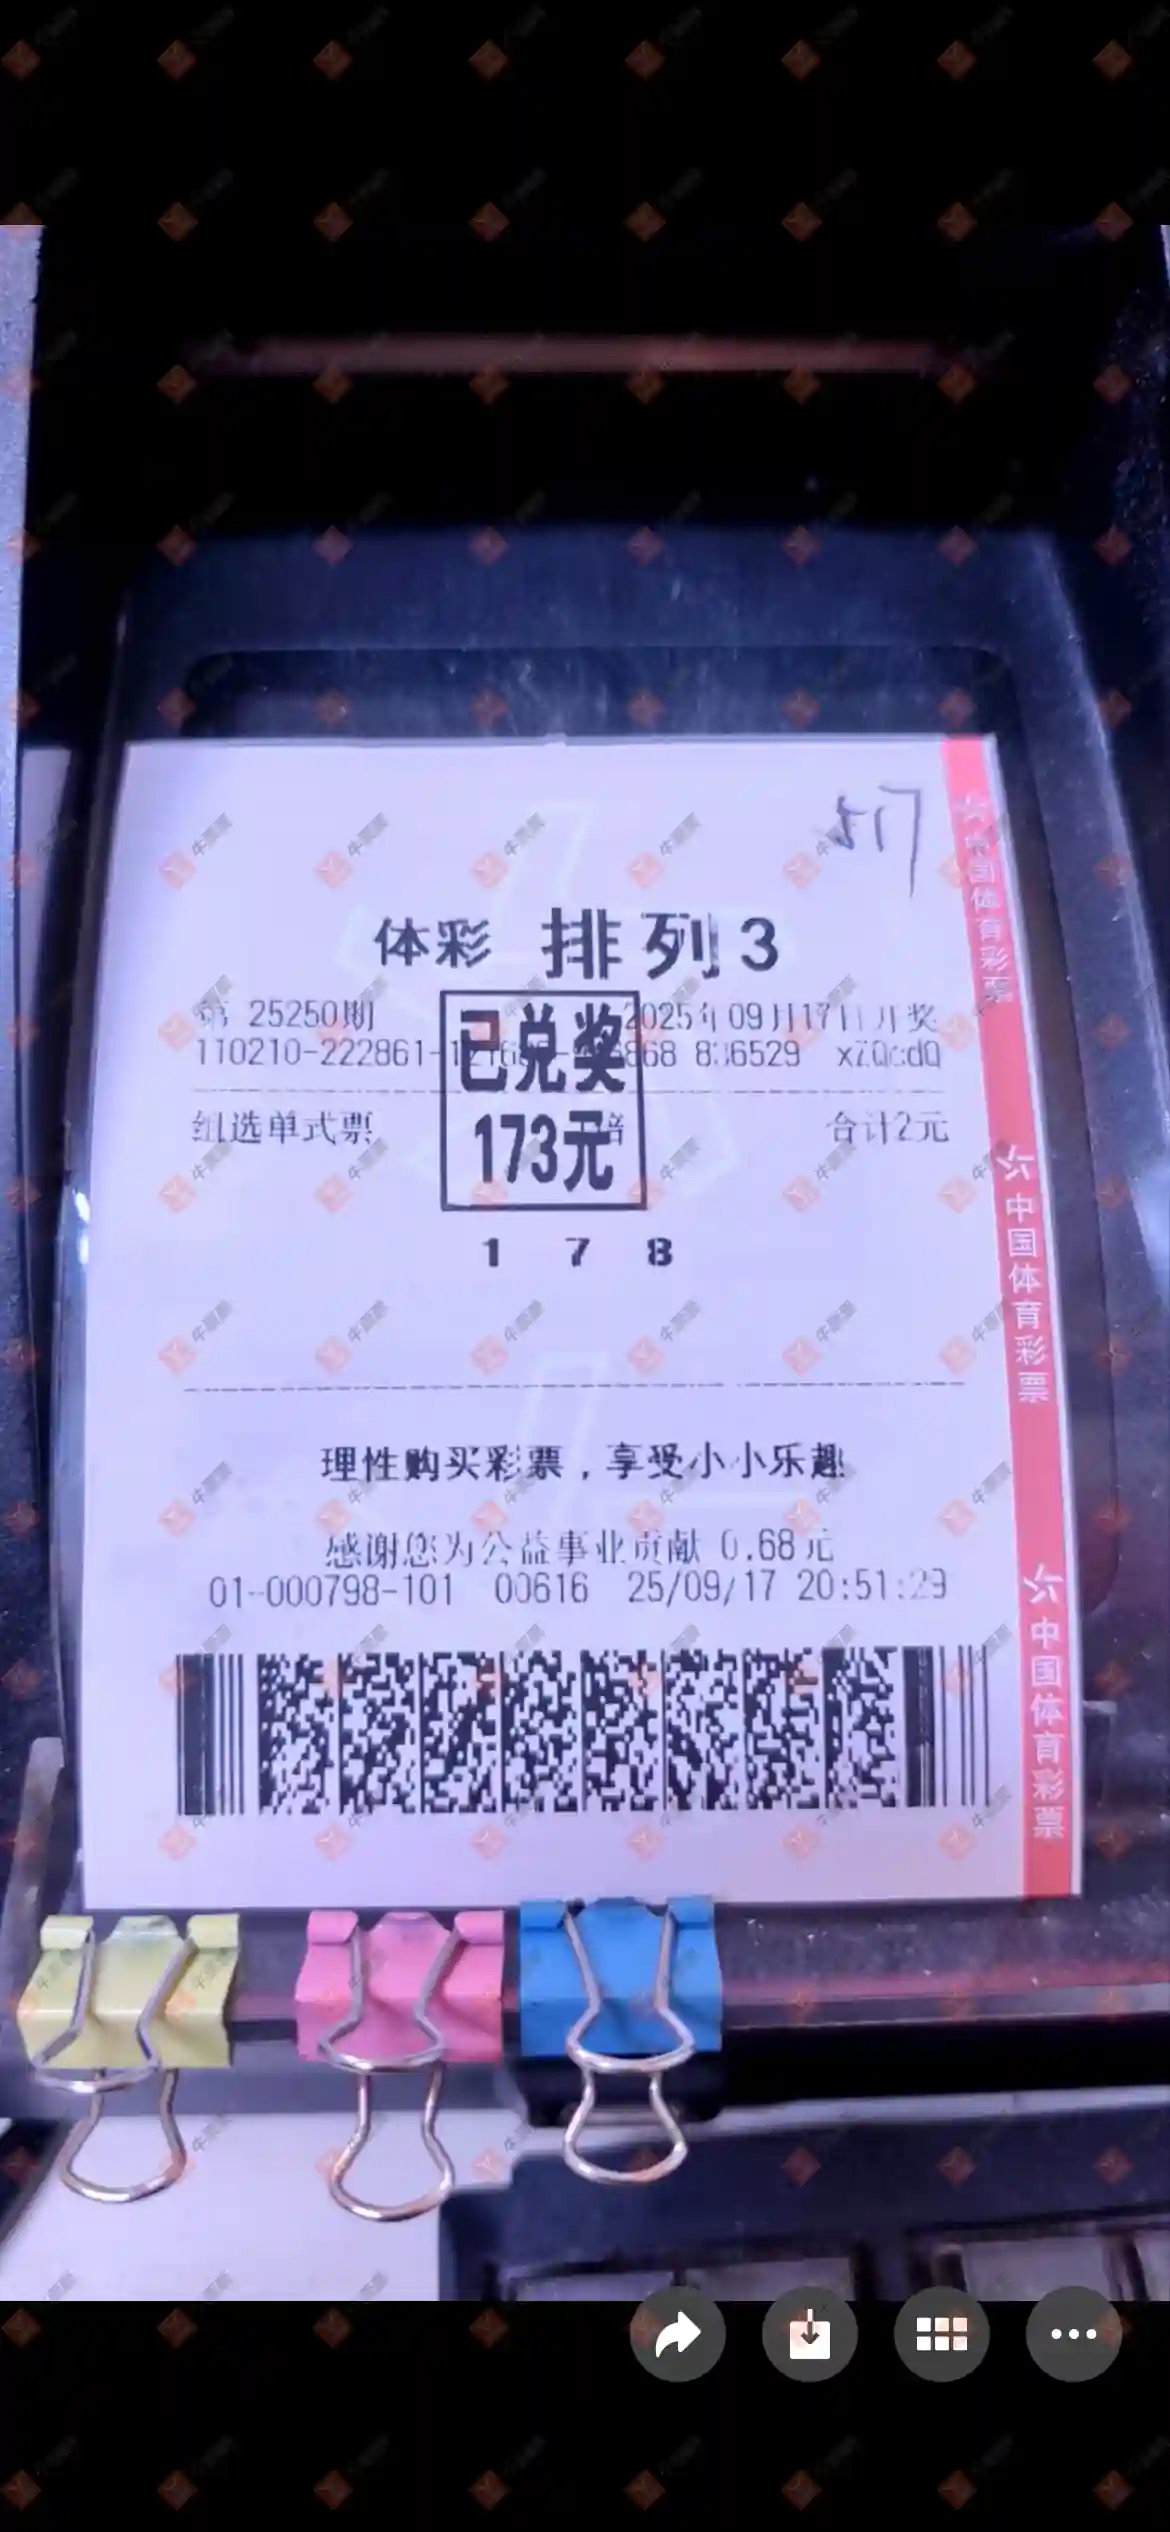 517
体彩 排列3
第 25250期 2025年09月17日开奖
110210-222861- 868 836529 xZQcdQ
已兑奖
组选单式票 倍 合计2元
173元
1 7 8
理性购买彩票，享受小小乐趣
感谢您为公益事业贡献 0.68元
01-000798-101 00616 25/09/17 20:51:29
中国体育彩票
中国体育彩票
中国体育彩票
牛票票